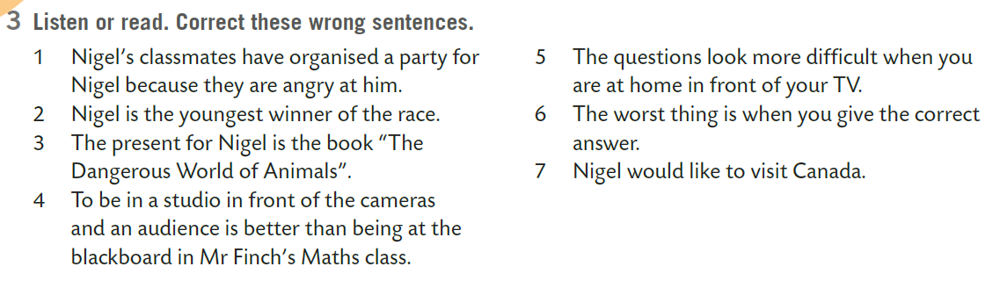 3 Listen or read. Correct these wrong sentences.
1 Nigel's classmates have organised a party for
Nigel because they are angry at him.
2 Nigel is the youngest winner of the race.
3 The present for Nigel is the book “The
Dangerous World of Animals”.
4 To be in a studio in front of the cameras
and an audience is better than being at the
blackboard in Mr Finch's Maths class.
5 The questions look more difficult when you
are at home in front of your TV.
6 The worst thing is when you give the correct
answer.
7 Nigel would like to visit Canada.